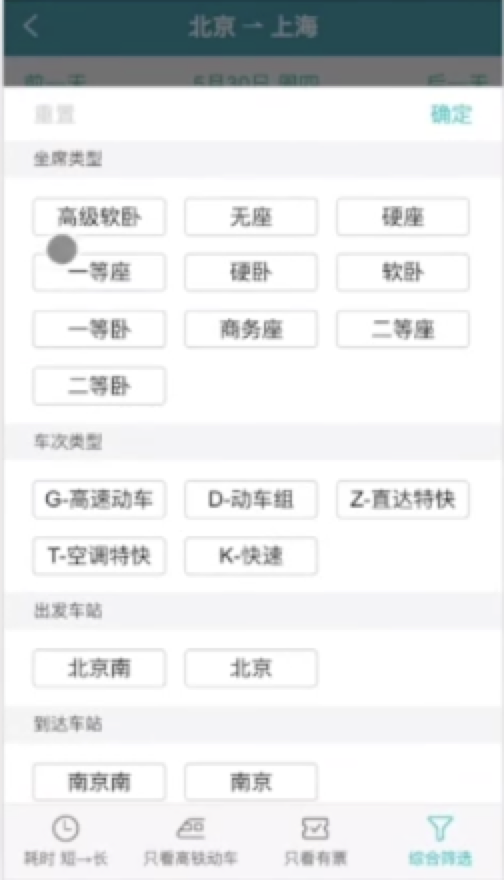 北京 → 上海
前一天 5月30日 周四 后一天
重置 确定
坐席类型
高级软卧 无座 硬座
一等座 硬卧 软卧
一等卧 商务座 二等座
二等卧
车次类型
G-高速动车 D-动车组 Z-直达特快
T-空调特快 K-快速
出发车站
北京南 北京
到达车站
南京南 南京
耗时 短→长 只看高铁动车 只看有票 综合筛选